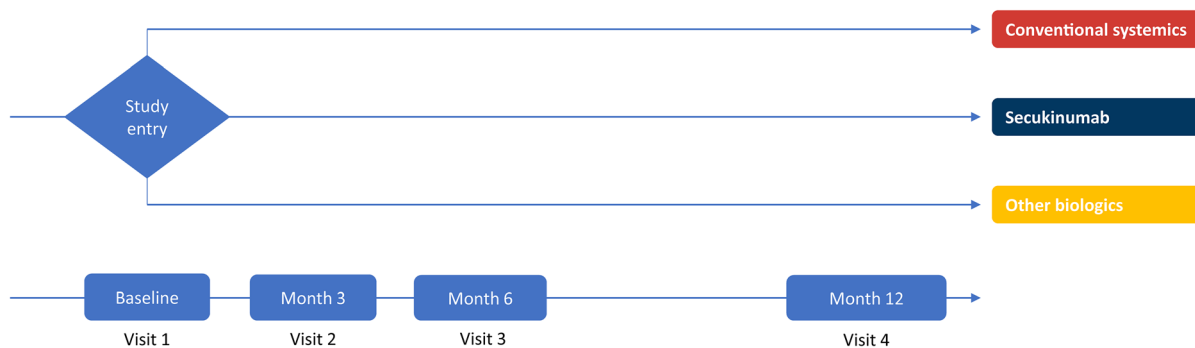 Conventional systemics
Study
entry
Secukinumab
Other biologics
Baseline
Month 3
Month 6
Month 12
Visit 1
Visit 2
Visit 3
Visit 4